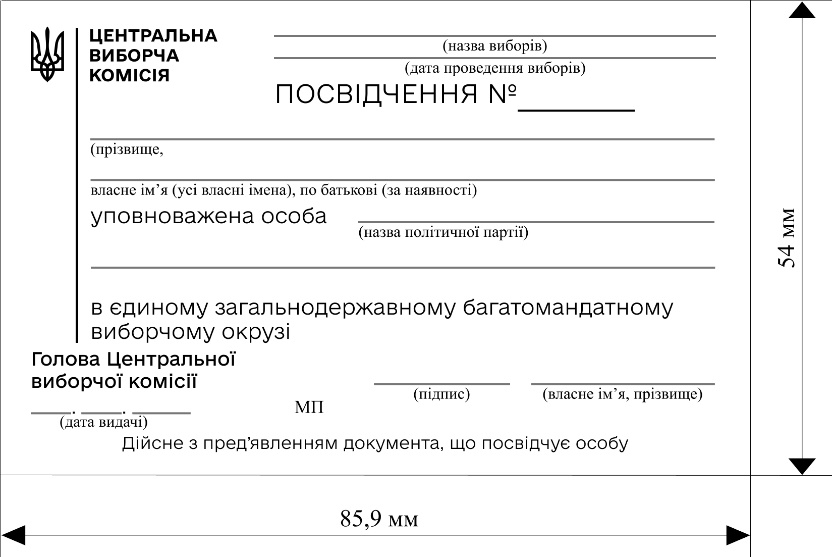 ЦЕНТРАЛЬНА
ВИБОРЧА
КОМІСІЯ
(назва виборів)
(дата проведення виборів)
ПОСВІДЧЕННЯ №
(прізвище,
власне ім’я (усі власні імена), по батькові (за наявності)
уповноважена особа
(назва політичної партії)
в єдиному загальнодержавному багатомандатному
виборчому окрузі
Голова Центральної
виборчої комісії
(підпис)
(власне ім’я, прізвище)
МП
(дата видачі)
Дійсне з пред’явленням документа, що посвідчує особу
54 мм
85,9 мм